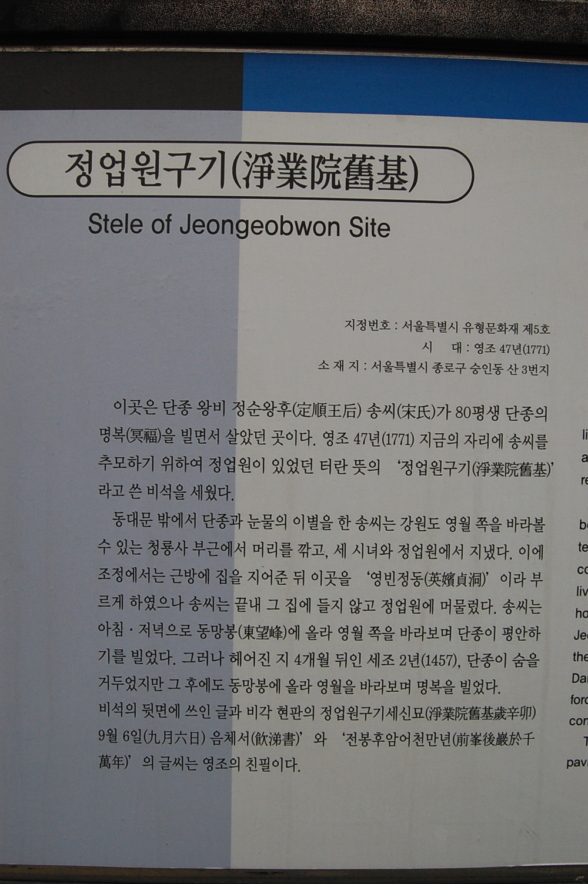 정업원구기(淨業院舊基)
Stele of Jeongeobwon Site
지정번호 : 서울특별시 유형문화재 제5호
시 대 : 영조 47년(1771)
소 재 지 : 서울특별시 종로구 숭인동 산 3번지
이곳은 단종 왕비 정순왕후(定順王后) 송씨(宋氏)가 80평생 단종의
명복(冥福)을 빌면서 살았던 곳이다. 영조 47년(1771) 지금의 자리에 송씨를
추모하기 위하여 정업원이 있었던 터란 뜻의 ‘정업원구기(淨業院舊基)’
라고 쓴 비석을 세웠다.
동대문 밖에서 단종과 눈물의 이별을 한 송씨는 강원도 영월 쪽을 바라볼
수 있는 청룡사 부근에서 머리를 깎고, 세 시녀와 정업원에서 지냈다. 이에
조정에서는 근방에 집을 지어준 뒤 이곳을 ‘영빈정동(英嬪貞洞)’이라 부
르게 하였으나 송씨는 끝내 그 집에 들지 않고 정업원에 머물렀다. 송씨는
아침 · 저녁으로 동망봉(東望峰)에 올라 영월 쪽을 바라보며 단종이 평안하
기를 빌었다. 그러나 헤어진 지 4개월 뒤인 세조 2년(1457), 단종이 숨을
거두었지만 그 후에도 동망봉에 올라 영월을 바라보며 명복을 빌었다.
비석의 뒷면에 쓰인 글과 비각 현판의 정업원구기세신묘(淨業院舊基歲辛卯)
9월 6일(九月六日) 음체서(飮涕書)’와 ‘전봉후암어천만년(前峯後巖於千
萬年)’의 글씨는 영조의 친필이다.